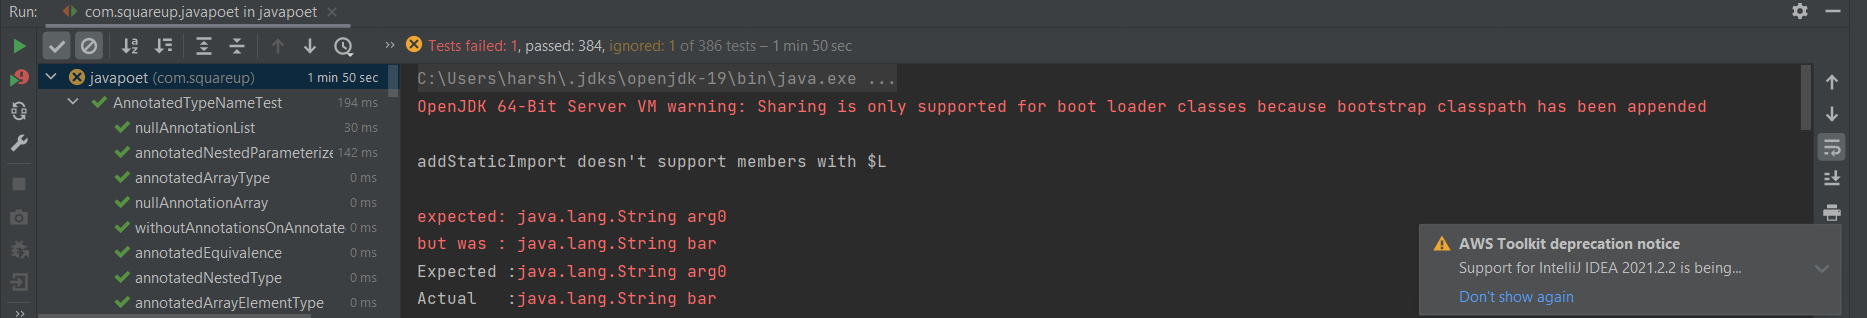 Run: com.squareup.javapoet in javapoet ×
» Tests failed: 1, passed: 384, ignored: 1 of 386 tests – 1 min 50 sec
javapoet (com.squareup) 1 min 50 sec
AnnotatedTypeNameTest 194 ms
nullAnnotationList 30 ms
annotatedNestedParameterize 142 ms
annotatedArrayType 0 ms
nullAnnotationArray 0 ms
withoutAnnotationsOnAnnotate 0 ms
annotatedEquivalence 0 ms
annotatedNestedType 0 ms
annotatedArrayElementType 0 ms
»
C:\Users\harsh\.jdks\openjdk-19\bin\java.exe ...
OpenJDK 64-Bit Server VM warning: Sharing is only supported for boot loader classes because bootstrap classpath has been appended
addStaticImport doesn't support members with $L
expected: java.lang.String arg0
but was : java.lang.String bar
Expected :java.lang.String arg0
Actual   :java.lang.String bar
AWS Toolkit deprecation notice
Support for IntelliJ IDEA 2021.2.2 is being...
Don't show again